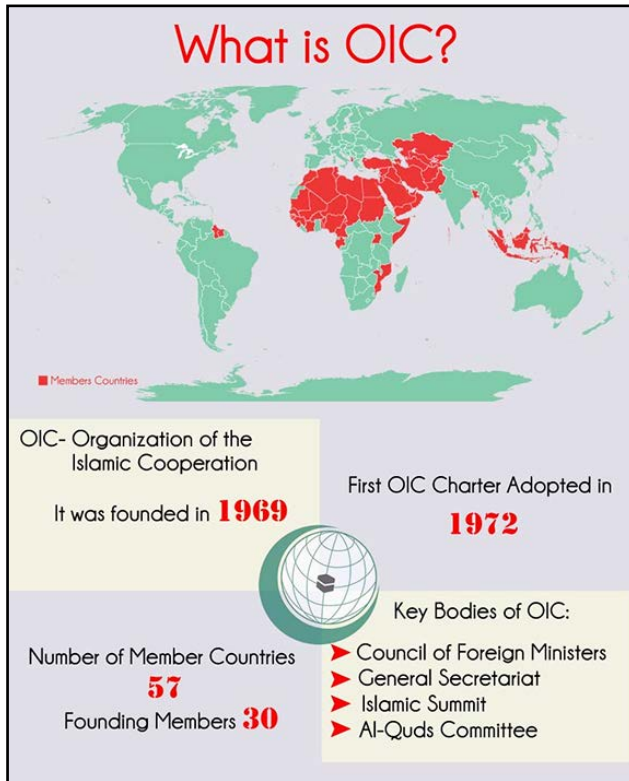 What is OIC?
Members Countries
OIC- Organization of the
Islamic Cooperation
It was founded in 1969
First OIC Charter Adopted in
1972
Number of Member Countries
57
Founding Members 30
Key Bodies of OIC:
Council of Foreign Ministers
General Secretariat
Islamic Summit
Al-Quds Committee